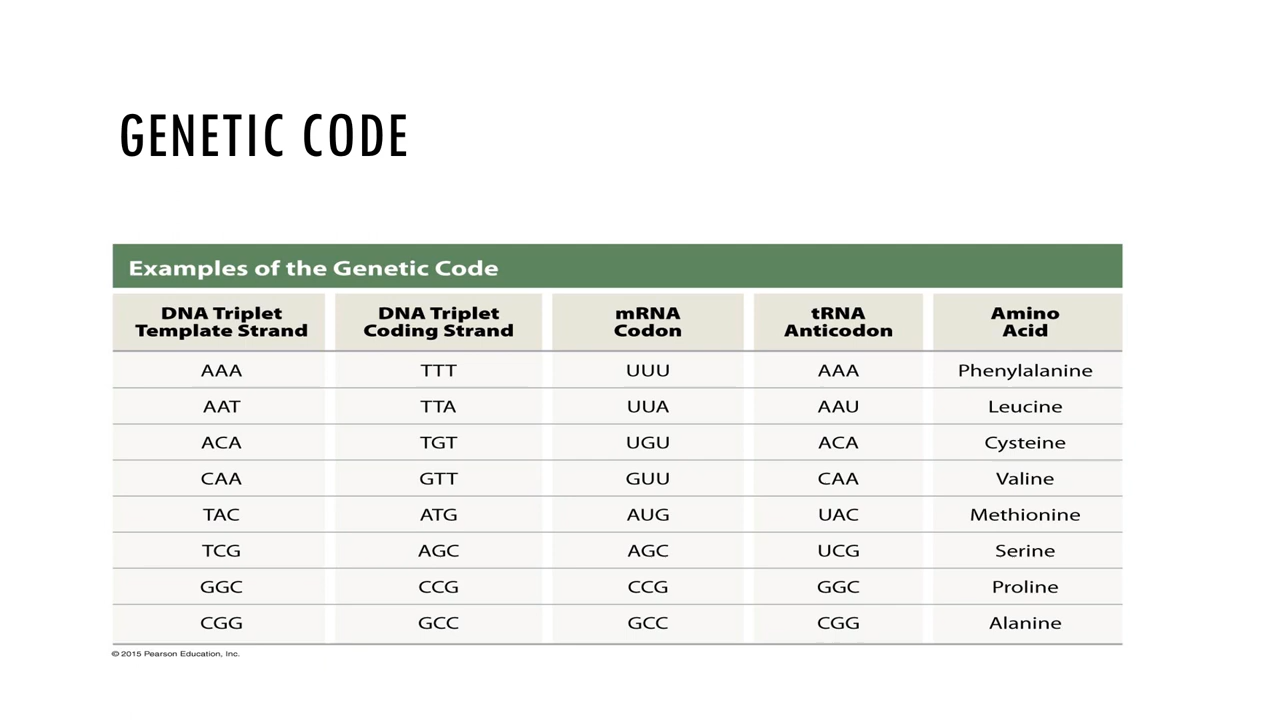 GENETIC CODE
Examples of the Genetic Code
DNA Triplet Template Strand DNA Triplet Coding Strand mRNA Codon tRNA Anticodon Amino Acid
AAA TTT UUU AAA Phenylalanine
AAT TTA UUA AAU Leucine
ACA TGT UGU ACA Cysteine
CAA GTT GUU CAA Valine
TAC ATG AUG UAC Methionine
TCG AGC AGC UCG Serine
GGC CCG CCG GGC Proline
CGG GCC GCC CGG Alanine
© 2015 Pearson Education, Inc.